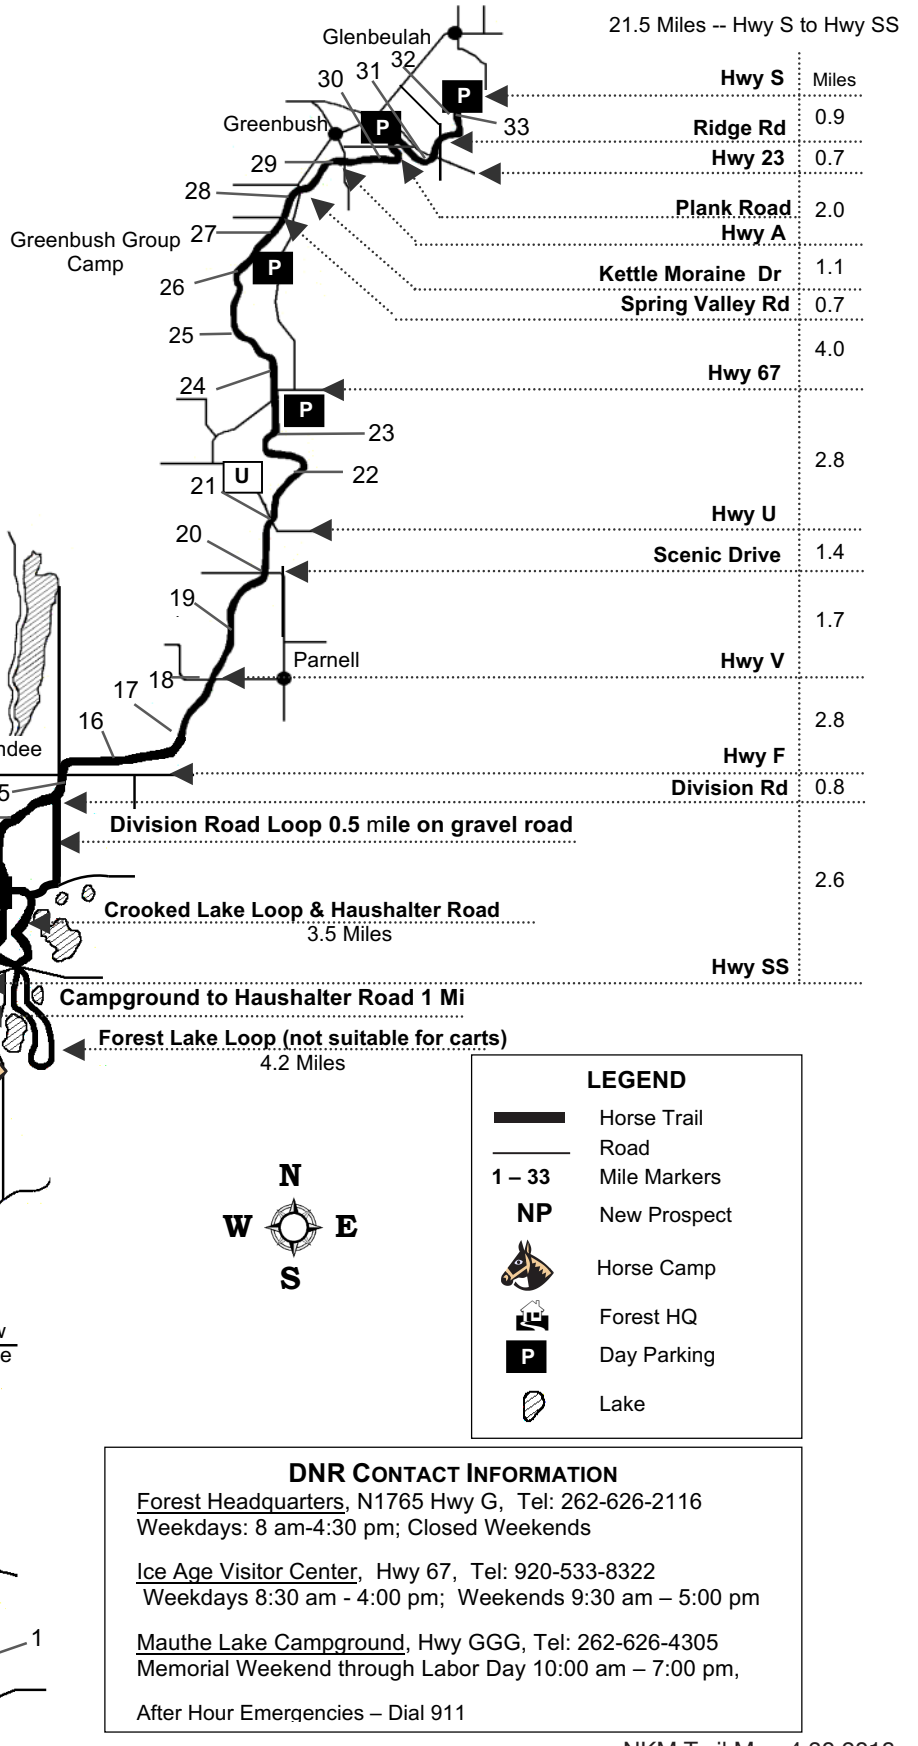 21.5 Miles -- Hwy S to Hwy SS
Glenbeulah
32
31
30
Hwy S
Miles
P
0.9
Greenbush
P
33
Ridge Rd
29
Hwy 23
0.7
28
Plank Road
2.0
27
Hwy A
Greenbush Group
Camp
P
26
Kettle Moraine Dr
1.1
Spring Valley Rd
0.7
25
4.0
24
Hwy 67
P
23
22
2.8
U
21
Hwy U
20
Scenic Drive
1.4
19
1.7
Parnell
Hwy V
18
17
16
2.8
ndee
Hwy F
5
Division Rd
0.8
Division Road Loop 0.5 mile on gravel road
2.6
Crooked Lake Loop & Haushalter Road
3.5 Miles
Hwy SS
Campground to Haushalter Road 1 Mi
Forest Lake Loop (not suitable for carts)
4.2 Miles
LEGEND
Horse Trail
Road
1 – 33 Mile Markers
NP New Prospect
Horse Camp
Forest HQ
P Day Parking
Lake
N
W E
S
e
DNR CONTACT INFORMATION
Forest Headquarters, N1765 Hwy G, Tel: 262-626-2116
Weekdays: 8 am-4:30 pm; Closed Weekends
Ice Age Visitor Center, Hwy 67, Tel: 920-533-8322
Weekdays 8:30 am - 4:00 pm; Weekends 9:30 am – 5:00 pm
Mauthe Lake Campground, Hwy GGG, Tel: 262-626-4305
Memorial Weekend through Labor Day 10:00 am – 7:00 pm,
After Hour Emergencies – Dial 911
1